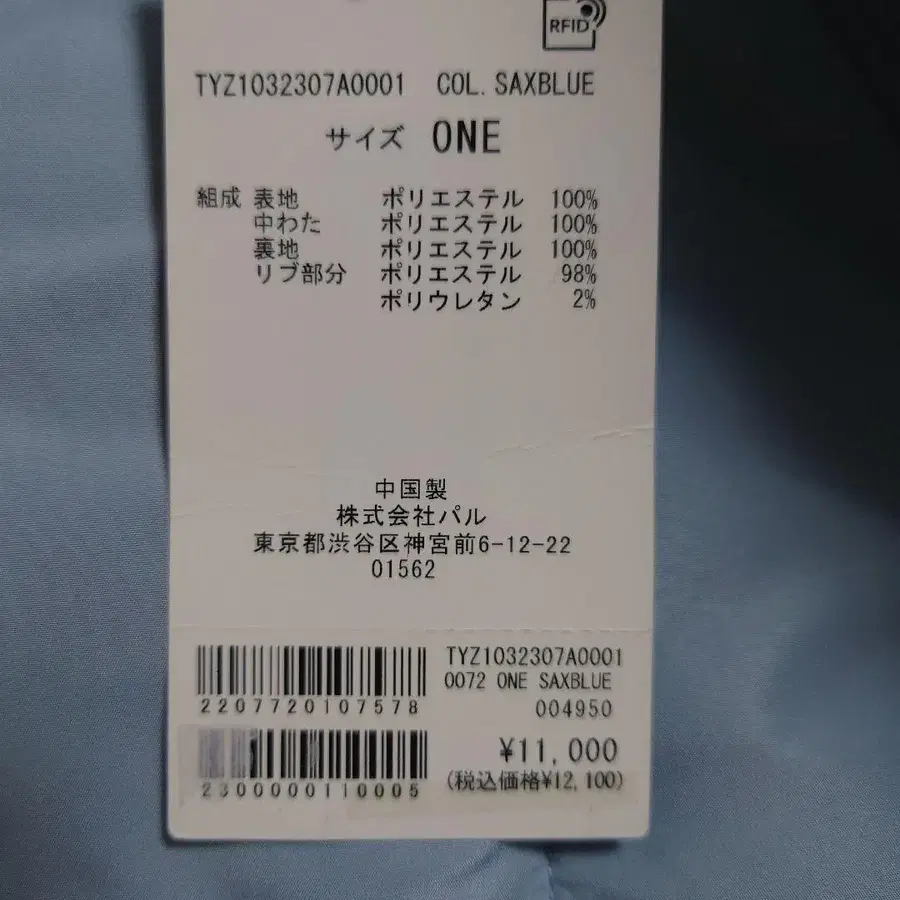 RFID
TYZ1032307A0001 COL.SAXBLUE
サイズ ONE
組成 表地 ポリエステル 100%
中わた ポリエステル 100%
裏地 ポリエステル 100%
リブ部分 ポリエステル 98%
ポリウレタン 2%
中国製
株式会社パル
東京都渋谷区神宮前6-12-22
01562
TYZ1032307A0001
0072 ONE SAXBLUE
2207720107578
004950
¥11,000
(税込価格¥12,100)
2300000110005